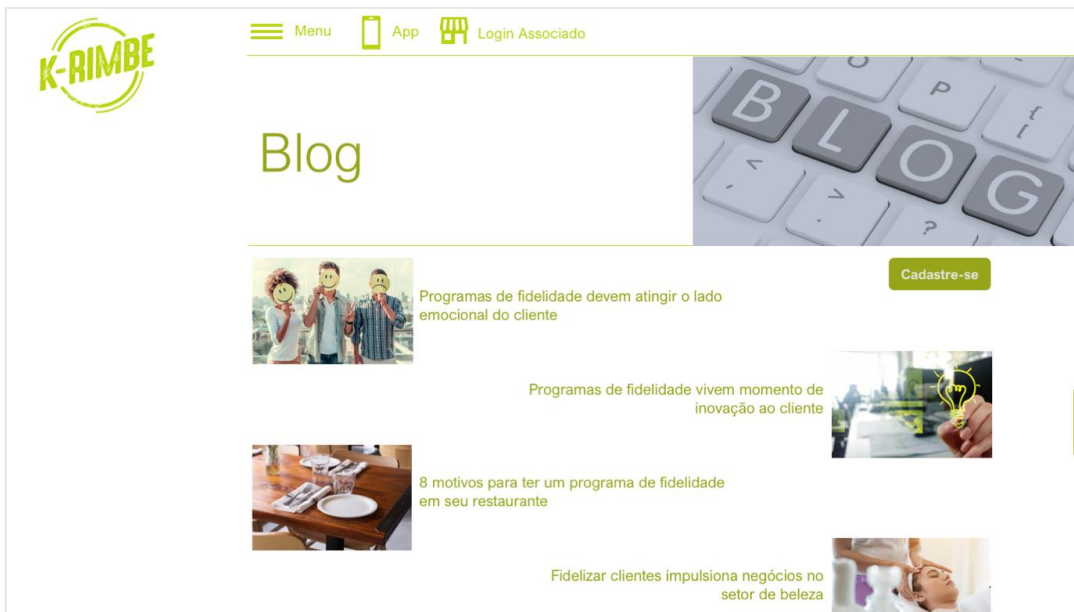 K-RIMBE
Menu
App
Login Associado
Blog
O
P
{
[
B
L
O
G
<
,
>
.
?
Cadastre-se
Programas de fidelidade devem atingir o lado
emocional do cliente
Programas de fidelidade vivem momento de
inovação ao cliente
8 motivos para ter um programa de fidelidade
em seu restaurante
Fidelizar clientes impulsiona negócios no
setor de beleza